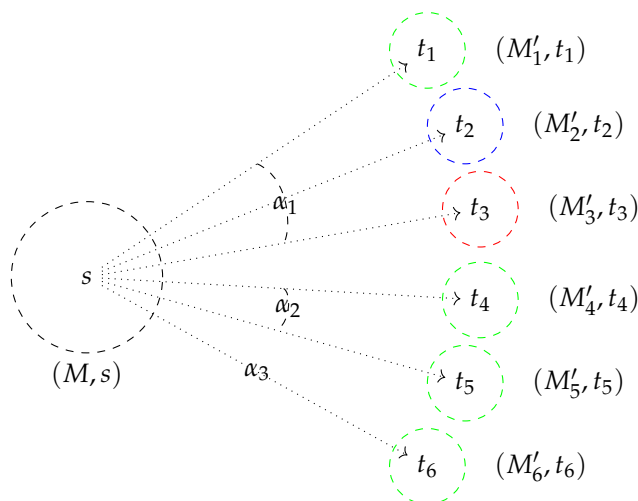 t₁ (M′₁, t₁)
t₂ (M′₂, t₂)
α₁
t₃ (M′₃, t₃)
s
t₄ (M′₄, t₄)
α₂
(M, s)
α₃
t₅ (M′₅, t₅)
t₆ (M′₆, t₆)